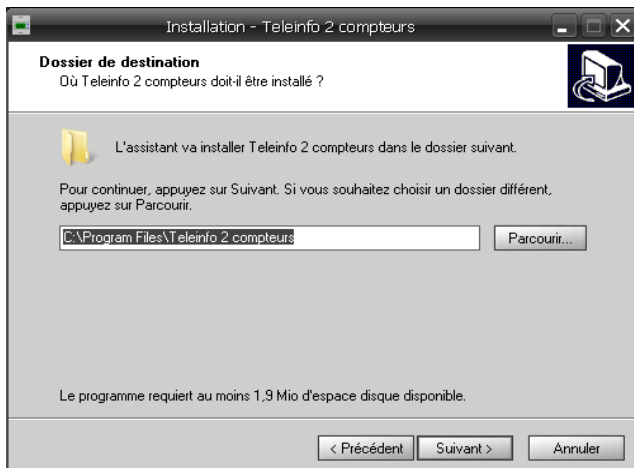 Installation - Teleinfo 2 compteurs
Dossier de destination
Où Teleinfo 2 compteurs doit-il être installé ?
L'assistant va installer Teleinfo 2 compteurs dans le dossier suivant.
Pour continuer, appuyez sur Suivant. Si vous souhaitez choisir un dossier différent,
appuyez sur Parcourir.
C:\Program Files\Teleinfo 2 compteurs
Parcourir...
Le programme requiert au moins 1,9 Mio d'espace disque disponible.
< Précédent
Suivant >
Annuler